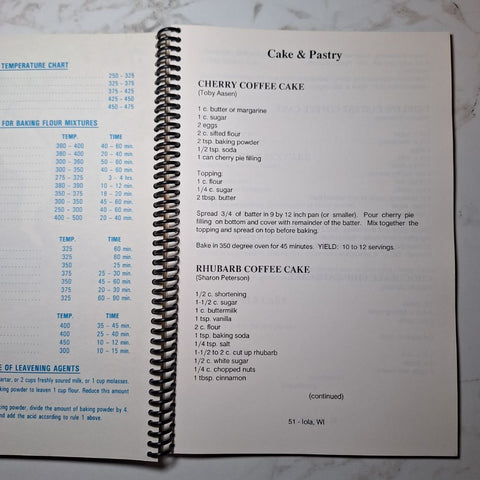 TEMPERATURE CHART
250 - 325
325 - 375
375 - 425
425 - 450
450 - 475
FOR BAKING FLOUR MIXTURES
TEMP. TIME
380 - 400 40 - 60 min.
350 - 375 40 - 60 min.
300 - 350 2 1/2 - 3 hrs.
275 - 325 3 - 4 hrs.
380 - 390 10 - 12 min.
350 - 375 18 - 20 min.
375 - 400 20 - 30 min.
300 - 350 45 - 60 min.
250 - 300 40 - 60 min.
400 - 500 20 - 40 min.
TEMP. TIME
325 60 min.
325 80 min.
350 25 min.
375 25 - 30 min.
350 45 min.
375 20 - 30 min.
325 60 - 90 min.
TEMP. TIME
400 35 - 45 min.
400 25 - 40 min.
450 10 - 12 min.
300 10 - 15 min.
E OF LEAVENING AGENTS
artar, or 2 cups freshly soured milk, or 1 cup molasses.
baking powder to leaven 1 cup flour. Reduce this amount
king powder, divide the amount of baking powder by 4.
and add the acid according to rule 1 above.
Cake & Pastry
CHERRY COFFEE CAKE
(Toby Aasen)
1 c. butter or margarine
1 c. sugar
2 eggs
2 c. sifted flour
2 tsp. baking powder
1/2 tsp. soda
1 can cherry pie filling
Topping:
1 c. flour
1/4 c. sugar
2 tbsp. butter
Spread 3/4 of batter in 9 by 12 inch pan (or smaller). Pour cherry pie
filling on bottom and cover with remainder of the batter. Mix together the
topping and spread on top before baking.
Bake in 350 degree oven for 45 minutes. YIELD: 10 to 12 servings.
RHUBARB COFFEE CAKE
(Sharon Peterson)
1/2 c. shortening
1-1/2 c. sugar
1 c. buttermilk
1 tsp. vanilla
2 c. flour
1 tsp. baking soda
1/4 tsp. salt
1-1/2 to 2 c. cut up rhubarb
1/2 c. white sugar
1/4 c. chopped nuts
1 tbsp. cinnamon
(continued)
51 - Iola, WI